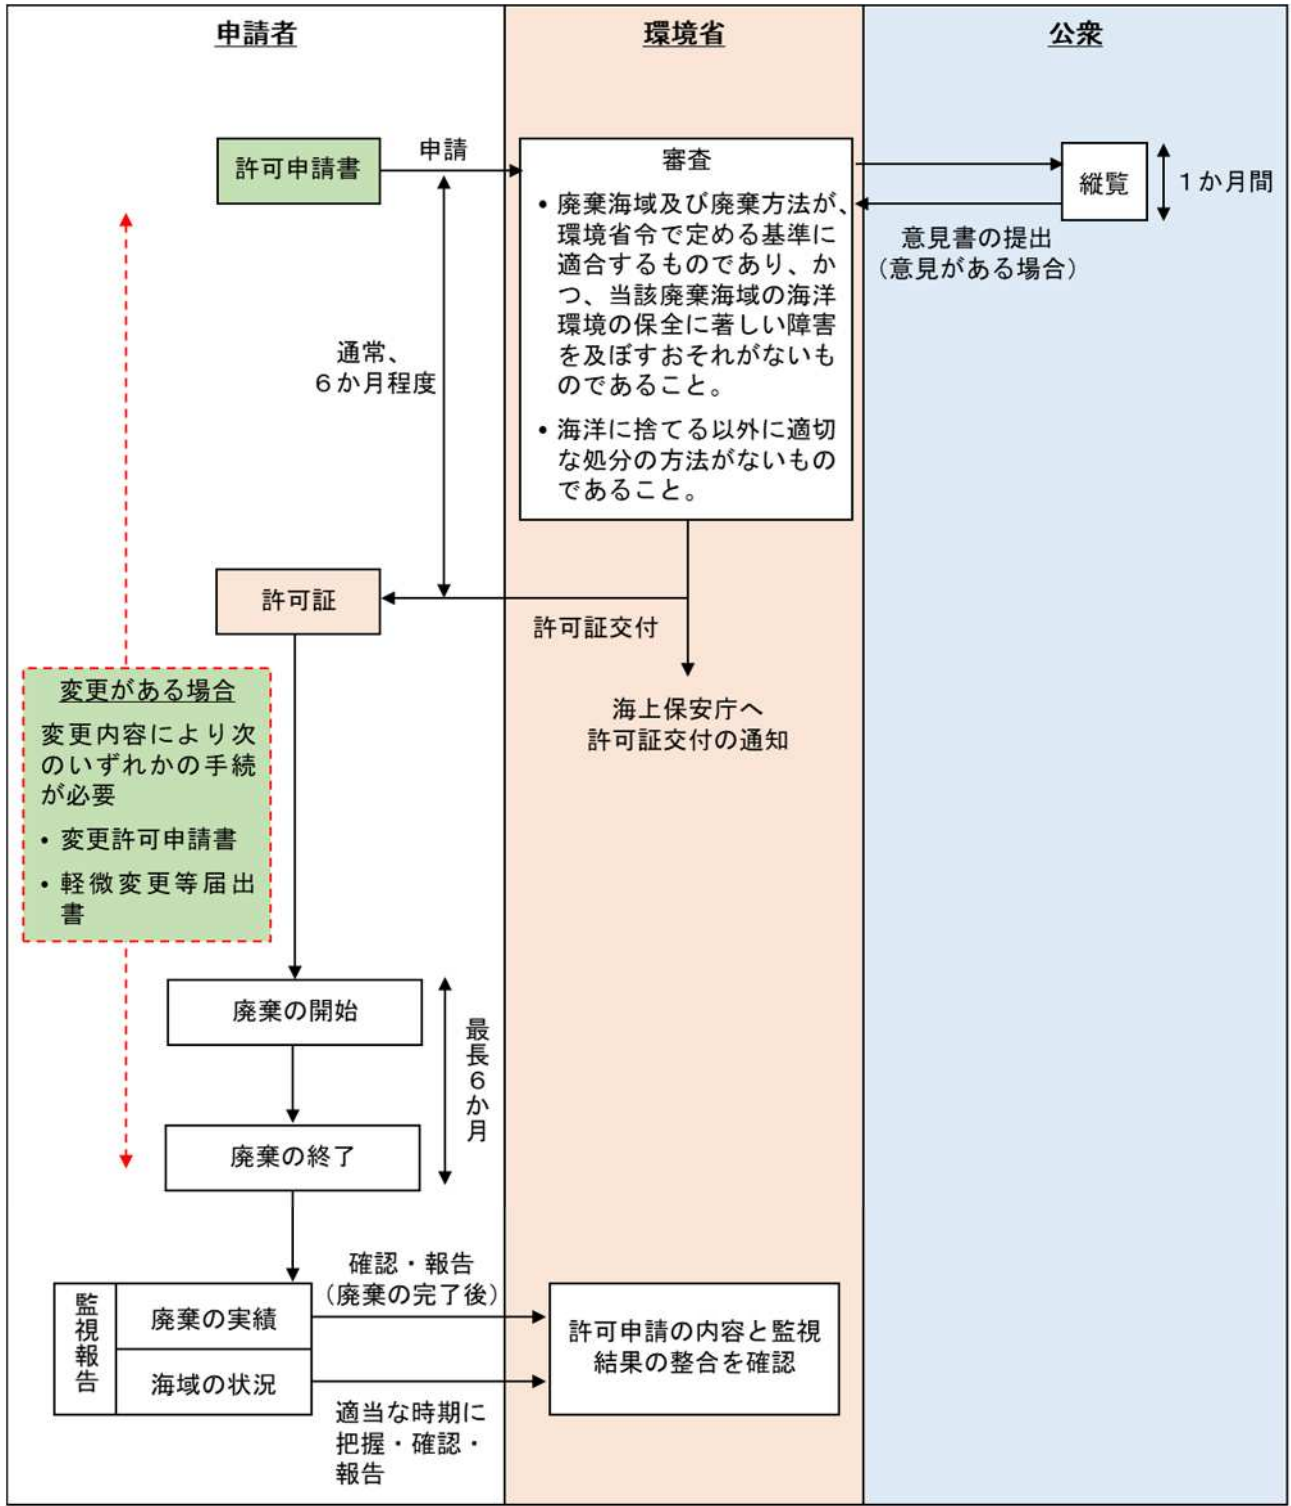 申請者
環境省
公衆
許可申請書
申請
審査
• 廃棄海域及び廃棄方法が、
環境省令で定める基準に
適合するものであり、か
つ、当該廃棄海域の海洋
環境の保全に著しい障害
を及ぼすおそれがないも
のであること。
• 海洋に捨てる以外に適切
な処分の方法がないもの
であること。
縦覧
１か月間
意見書の提出
（意見がある場合）
通常、
６か月程度
許可証
許可証交付
海上保安庁へ
許可証交付の通知
変更がある場合
変更内容により次
のいずれかの手続
が必要
• 変更許可申請書
• 軽微変更等届出
書
廃棄の開始
最長６か月
廃棄の終了
確認・報告
（廃棄の完了後）
監視報告
廃棄の実績
海域の状況
許可申請の内容と監視
結果の整合を確認
適当な時期に
把握・確認・
報告